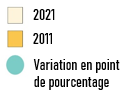 2021
2011
Variation en point
de pourcentage